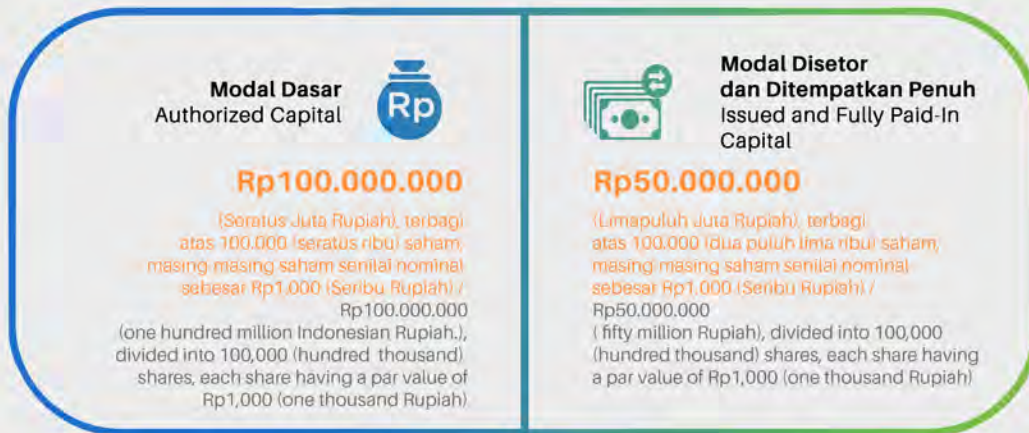 Modal Dasar
Authorized Capital
Rp
Rp100.000.000
(Seratus Juta Rupiah), terbagi
atas 100.000 (seratus ribu) saham,
masing masing saham senilai nominal
sebesar Rp1.000 (Seribu Rupiah) /
Rp100.000.000
(one hundred million Indonesian Rupiah.),
divided into 100,000 (hundred thousand)
shares, each share having a par value of
Rp1,000 (one thousand Rupiah)
Modal Disetor
dan Ditempatkan Penuh
Issued and Fully Paid-In
Capital
Rp50.000.000
(Limapuluh Juta Rupiah), terbagi
atas 100.000 (dua puluh lima ribu) saham,
masing masing saham senilai nominal
sebesar Rp1.000 (Seribu Rupiah) /
Rp50.000.000
( fifty million Rupiah), divided into 100,000
(hundred thousand) shares, each share having
a par value of Rp1,000 (one thousand Rupiah)